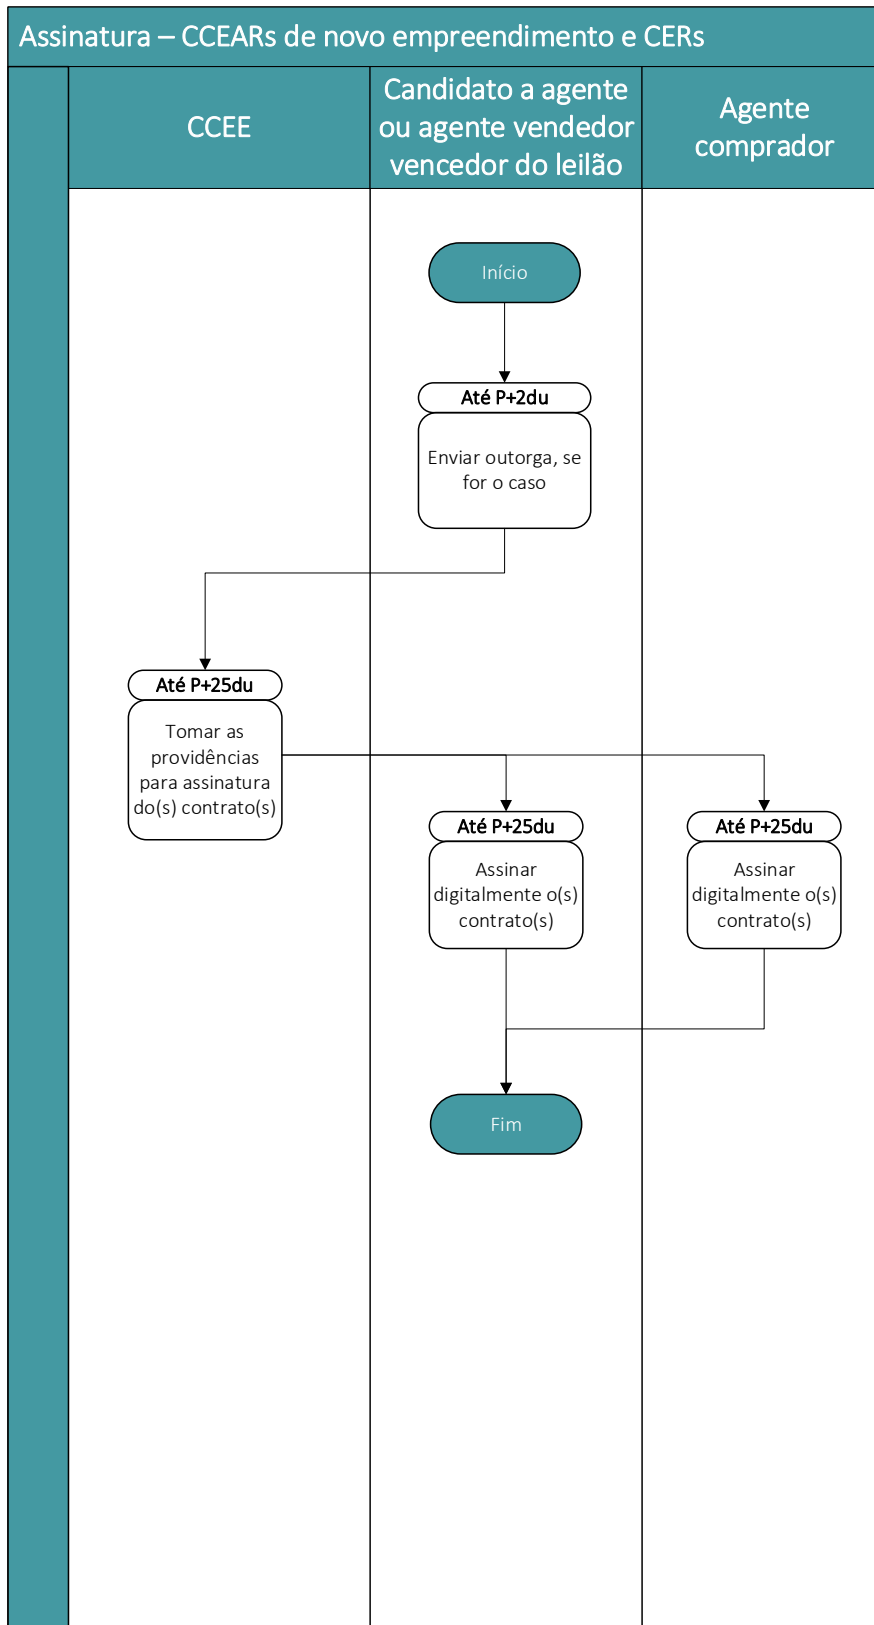 Assinatura – CCEARs de novo empreendimento e CERs
CCEE
Candidato a agente
ou agente vendedor
vencedor do leilão
Agente
comprador
Início
Até P+2du
Enviar outorga, se
for o caso
Até P+25du
Tomar as
providências
para assinatura
do(s) contrato(s)
Até P+25du
Assinar
digitalmente o(s)
contrato(s)
Até P+25du
Assinar
digitalmente o(s)
contrato(s)
Fim